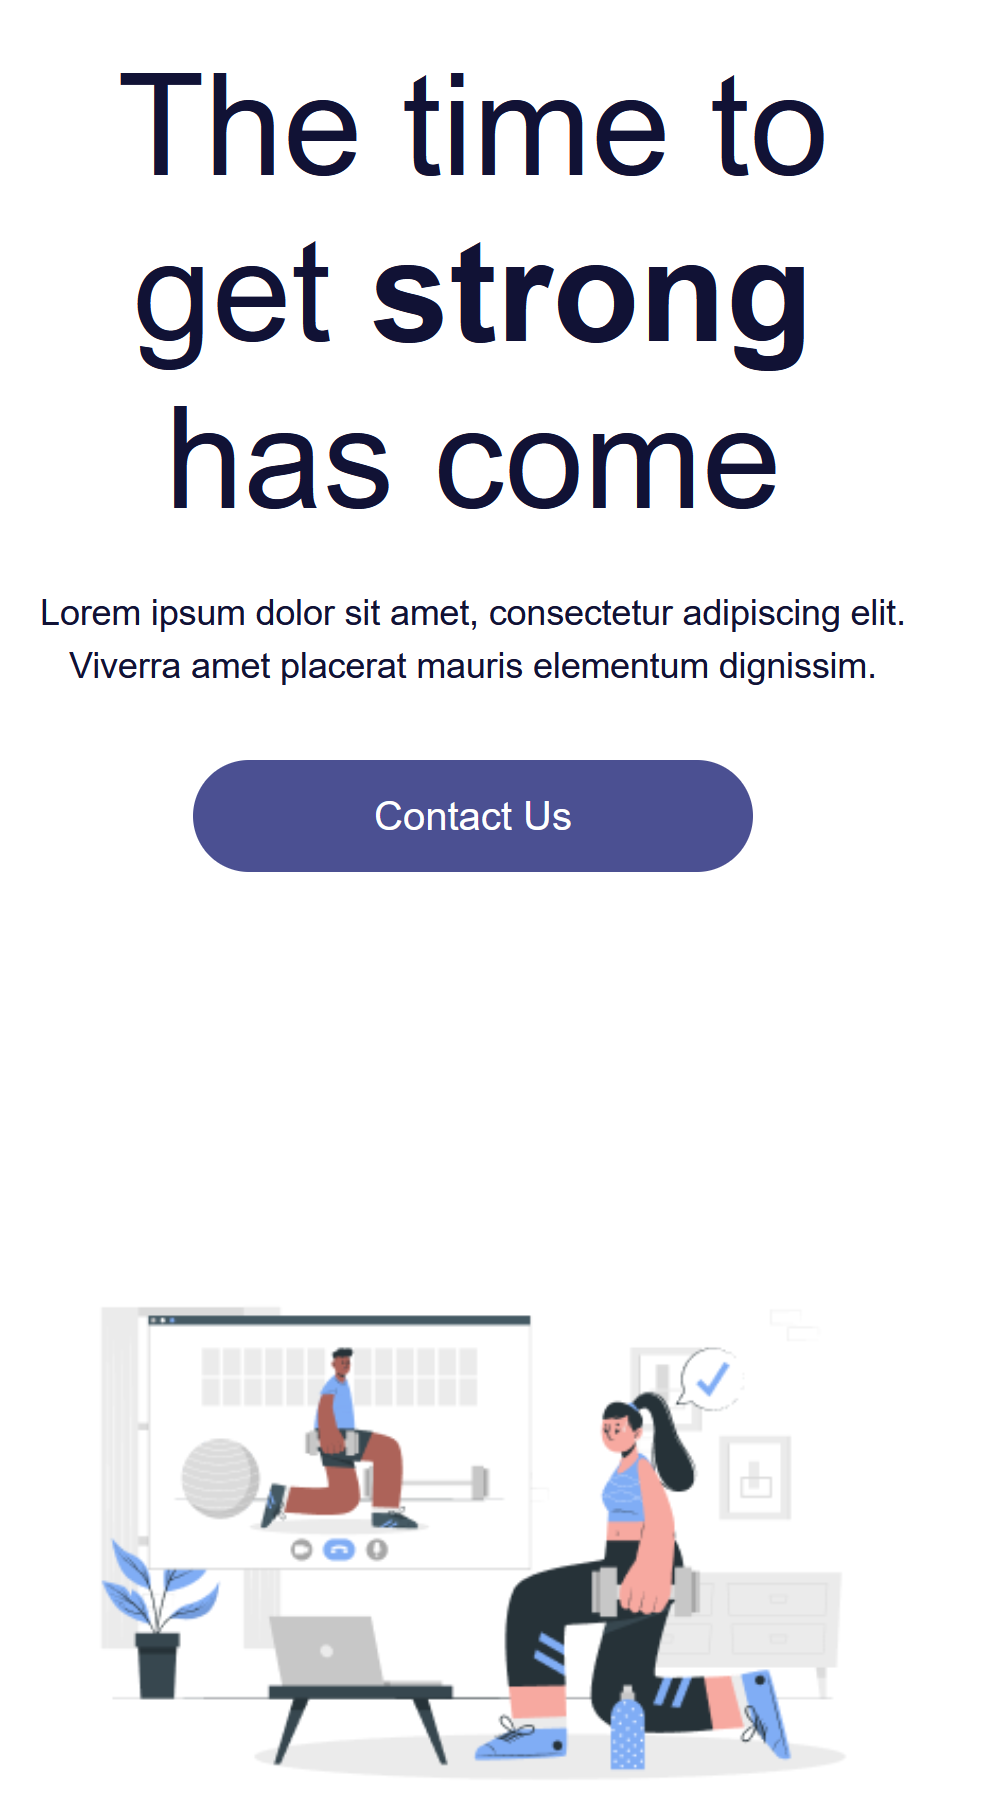 The time to
get strong
has come
Lorem ipsum dolor sit amet, consectetur adipiscing elit.
Viverra amet placerat mauris elementum dignissim.
Contact Us